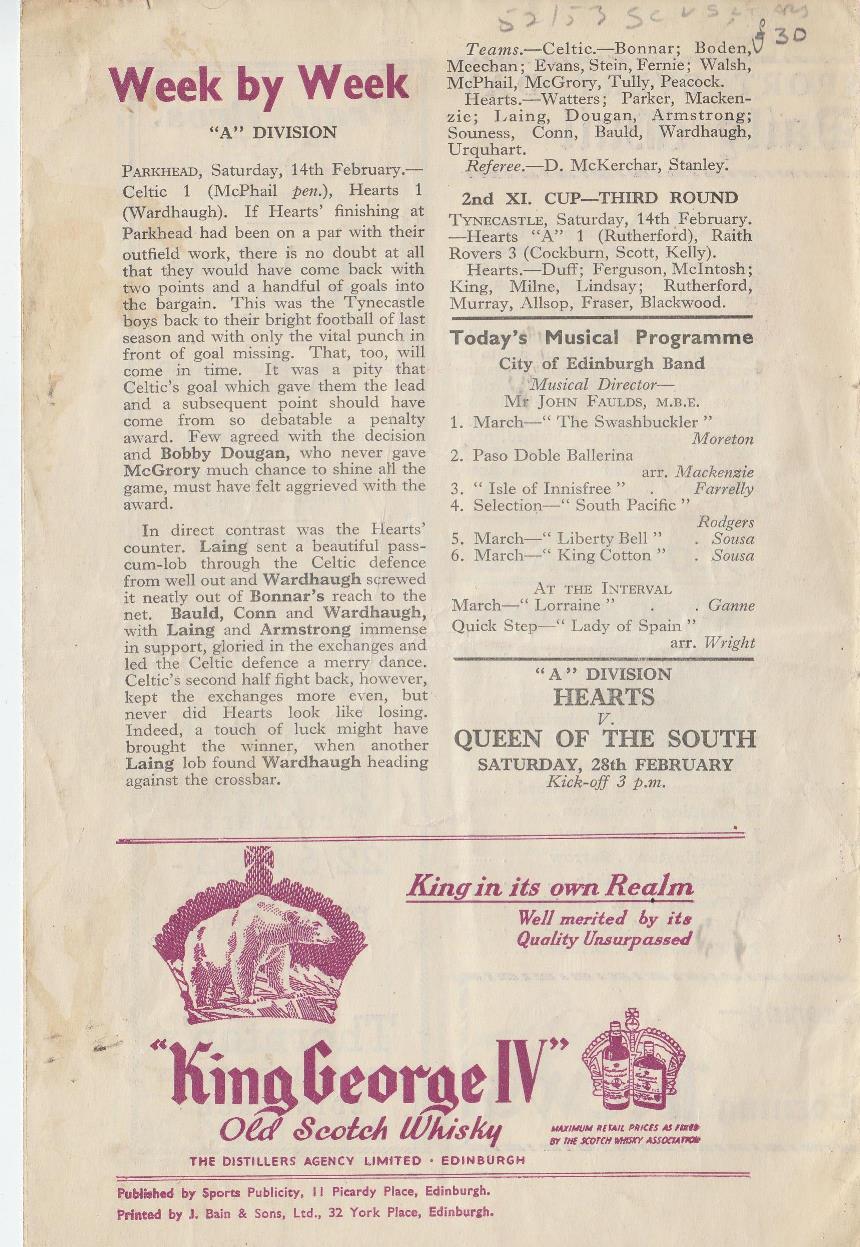 52/53
£ 30
Week by Week
"A" DIVISION
PARKHEAD, Saturday, 14th February.—
Celtic 1 (McPhail pen.), Hearts 1
(Wardhaugh). If Hearts' finishing at
Parkhead had been on a par with their
outfield work, there is no doubt at all
that they would have come back with
two points and a handful of goals into
the bargain. This was the Tynecastle
boys back to their bright football of last
season and with only the vital punch in
front of goal missing. That, too, will
come in time. It was a pity that
Celtic's goal which gave them the lead
and a subsequent point should have
come from so debatable a penalty
award. Few agreed with the decision
and Bobby Dougan, who never gave
McGrory much chance to shine all the
game, must have felt aggrieved with the
award.
In direct contrast was the Hearts'
counter. Laing sent a beautiful pass-
cum-lob through the Celtic defence
from well out and Wardhaugh screwed
it neatly out of Bonnar's reach to the
net. Bauld, Conn and Wardhaugh,
with Laing and Armstrong immense
in support, gloried in the exchanges and
led the Celtic defence a merry dance.
Celtic's second half fight back, however,
kept the exchanges more even, but
never did Hearts look like losing.
Indeed, a touch of luck might have
brought the winner, when another
Laing lob found Wardhaugh heading
against the crossbar.
Teams.—Celtic.—Bonnar; Boden,
Meechan; Evans, Stein, Fernie; Walsh,
McPhail, McGrory, Tully, Peacock.
Hearts.—Watters; Parker, Macken-
zie; Laing, Dougan, Armstrong;
Souness, Conn, Bauld, Wardhaugh,
Urquhart.
Referee.—D. McKerchar, Stanley.
2nd XI. CUP—THIRD ROUND
TYNECASTLE, Saturday, 14th February.
—Hearts "A" 1 (Rutherford), Raith
Rovers 3 (Cockburn, Scott, Kelly).
Hearts.—Duff; Ferguson, McIntosh;
King, Milne, Lindsay; Rutherford,
Murray, Allsop, Fraser, Blackwood.
Today's Musical Programme
City of Edinburgh Band
Musical Director—
Mr JOHN FAULDS, M.B.E.
1. March—" The Swashbuckler "
Moreton
2. Paso Doble Ballerina
arr. Mackenzie
3. " Isle of Innisfree " . Farrelly
4. Selection—" South Pacific "
Rodgers
5. March—" Liberty Bell " . Sousa
6. March—" King Cotton " . Sousa
AT THE INTERVAL
March—" Lorraine " . . Ganne
Quick Step—" Lady of Spain "
arr. Wright
"A" DIVISION
HEARTS
V.
QUEEN OF THE SOUTH
SATURDAY, 28th FEBRUARY
Kick-off 3 p.m.
King in its own Realm
Well merited by its
Quality Unsurpassed
"King George IV"
Old Scotch Whisky
MAXIMUM RETAIL PRICES AS FIXED
BY THE SCOTCH WHISKY ASSOCIATION
THE DISTILLERS AGENCY LIMITED · EDINBURGH
Published by Sports Publicity, 11 Picardy Place, Edinburgh.
Printed by J. Bain & Sons, Ltd., 32 York Place, Edinburgh.